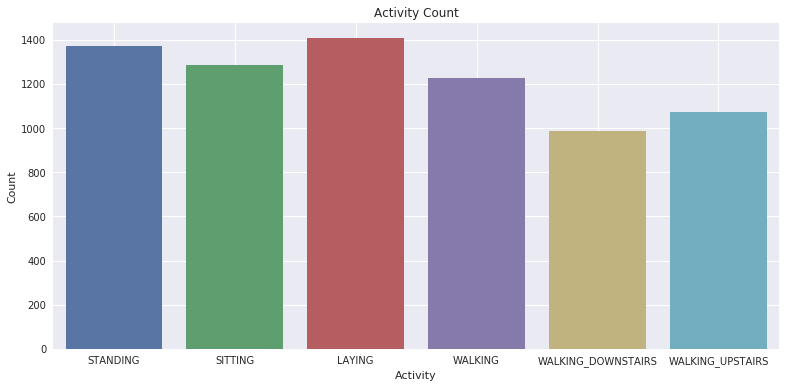 Activity Count
1400
1200
1000
800
600
400
200
0
Count
STANDING SITTING LAYING WALKING WALKING_DOWNSTAIRS WALKING_UPSTAIRS
Activity